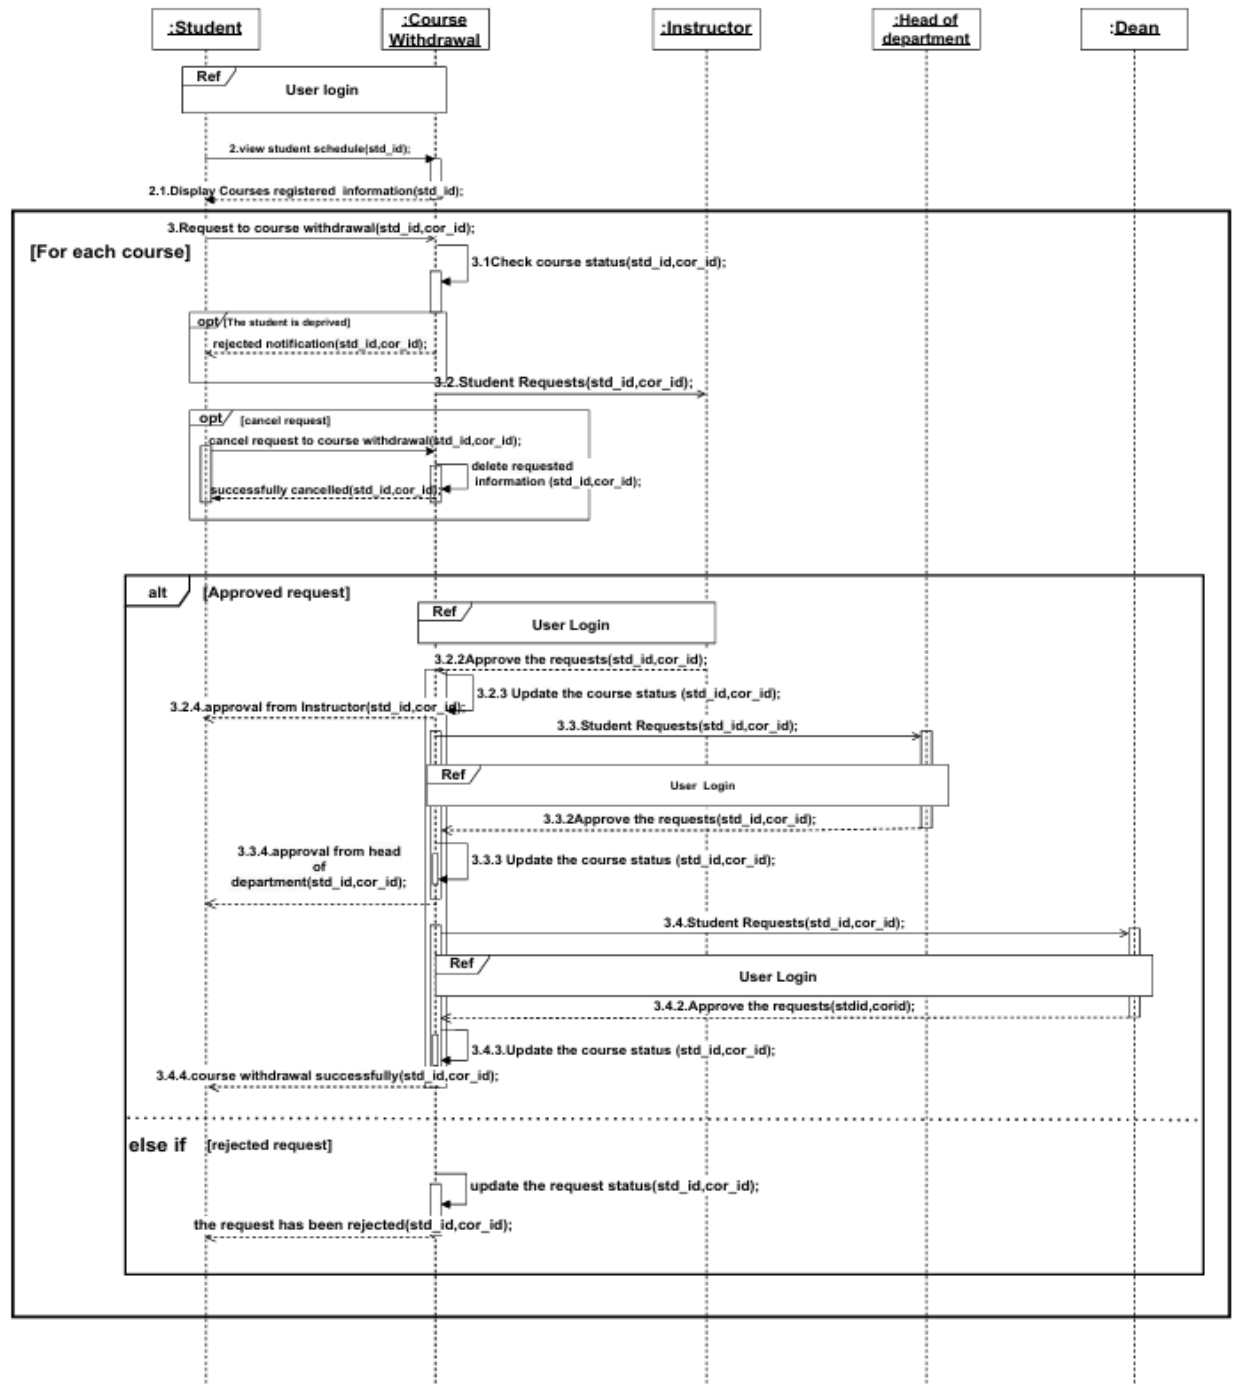 :Student
:Course
Withdrawal
:Instructor
:Head of
department
:Dean
Ref
User login
2.view student schedule(std_id);
2.1.Display Courses registered information(std_id);
[For each course]
3.Request to course withdrawal(std_id,cor_id);
3.1Check course status(std_id,cor_id);
opt [The student is deprived]
rejected notification(std_id,cor_id);
3.2.Student Requests(std_id,cor_id);
opt [cancel request]
cancel request to course withdrawal(std_id,cor_id);
delete requested
information (std_id,cor_id);
successfully cancelled(std_id,cor_id);
alt [Approved request]
Ref
User Login
3.2.2Approve the requests(std_id,cor_id);
3.2.3 Update the course status (std_id,cor_id);
3.2.4.approval from Instructor(std_id,cor_id);
3.3.Student Requests(std_id,cor_id);
Ref
User Login
3.3.2Approve the requests(std_id,cor_id);
3.3.4.approval from head
of
department(std_id,cor_id);
3.3.3 Update the course status (std_id,cor_id);
3.4.Student Requests(std_id,cor_id);
Ref
User Login
3.4.2.Approve the requests(stdid,corid);
3.4.3.Update the course status (std_id,cor_id);
3.4.4.course withdrawal successfully(std_id,cor_id);
else if [rejected request]
update the request status(std_id,cor_id);
the request has been rejected(std_id,cor_id);